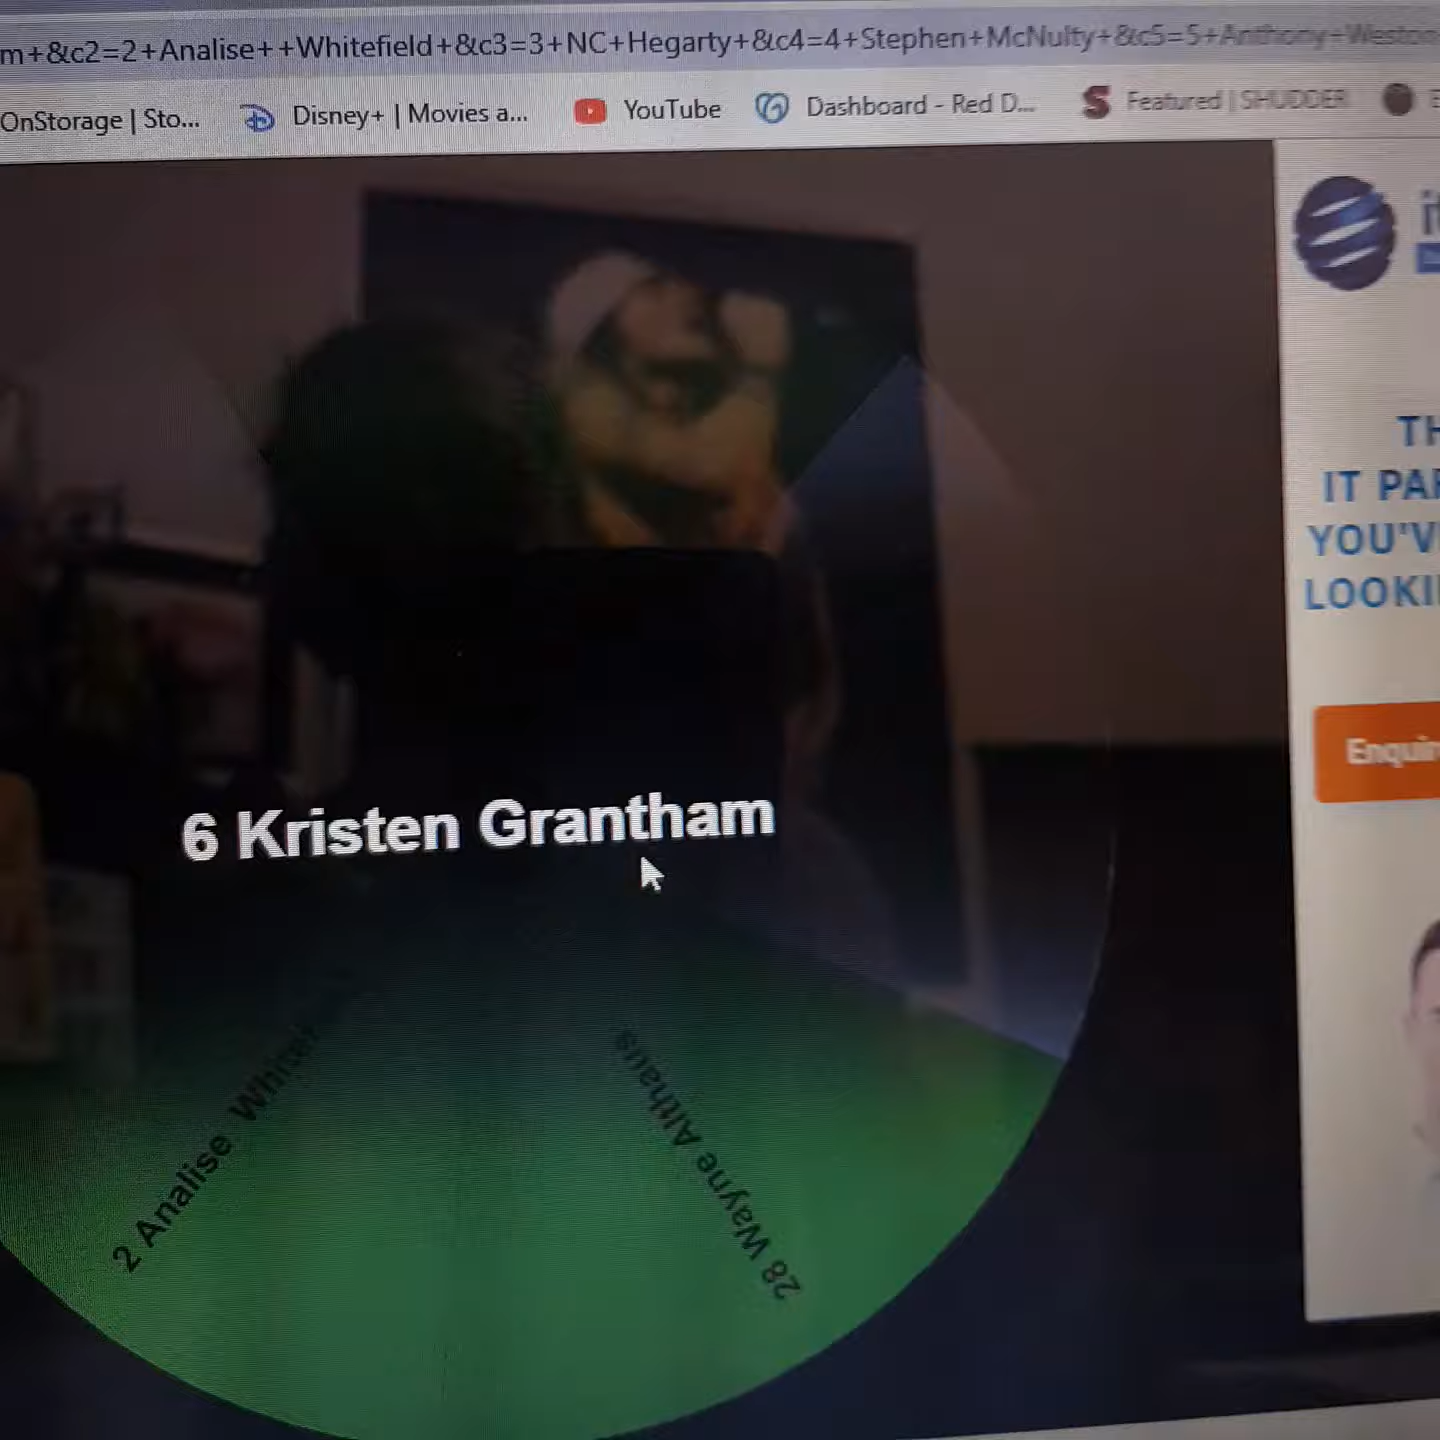 m+&c2=2+Analise++Whitefield+&c3=3+NC+Hegarty+&c4=4+Stephen+McNulty+&c5=5+Anthony+Weston
OnStorage | Sto...
Disney+ | Movies a...
YouTube
Dashboard - Red D...
Featured | SHUDDER
it
TH
IT PAR
YOU'V
LOOKI
Enquir
6 Kristen Grantham
2 Analise Whitef
28 Wayne Althaus